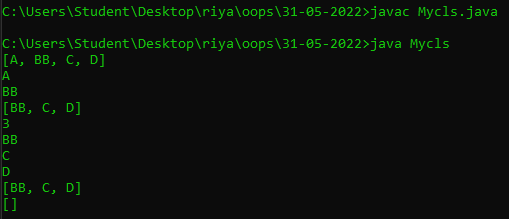 C:\Users\Student\Desktop\riya\oops\31-05-2022>javac Mycls.java
C:\Users\Student\Desktop\riya\oops\31-05-2022>java Mycls
[A, BB, C, D]
A
BB
[BB, C, D]
3
BB
C
D
[BB, C, D]
[]